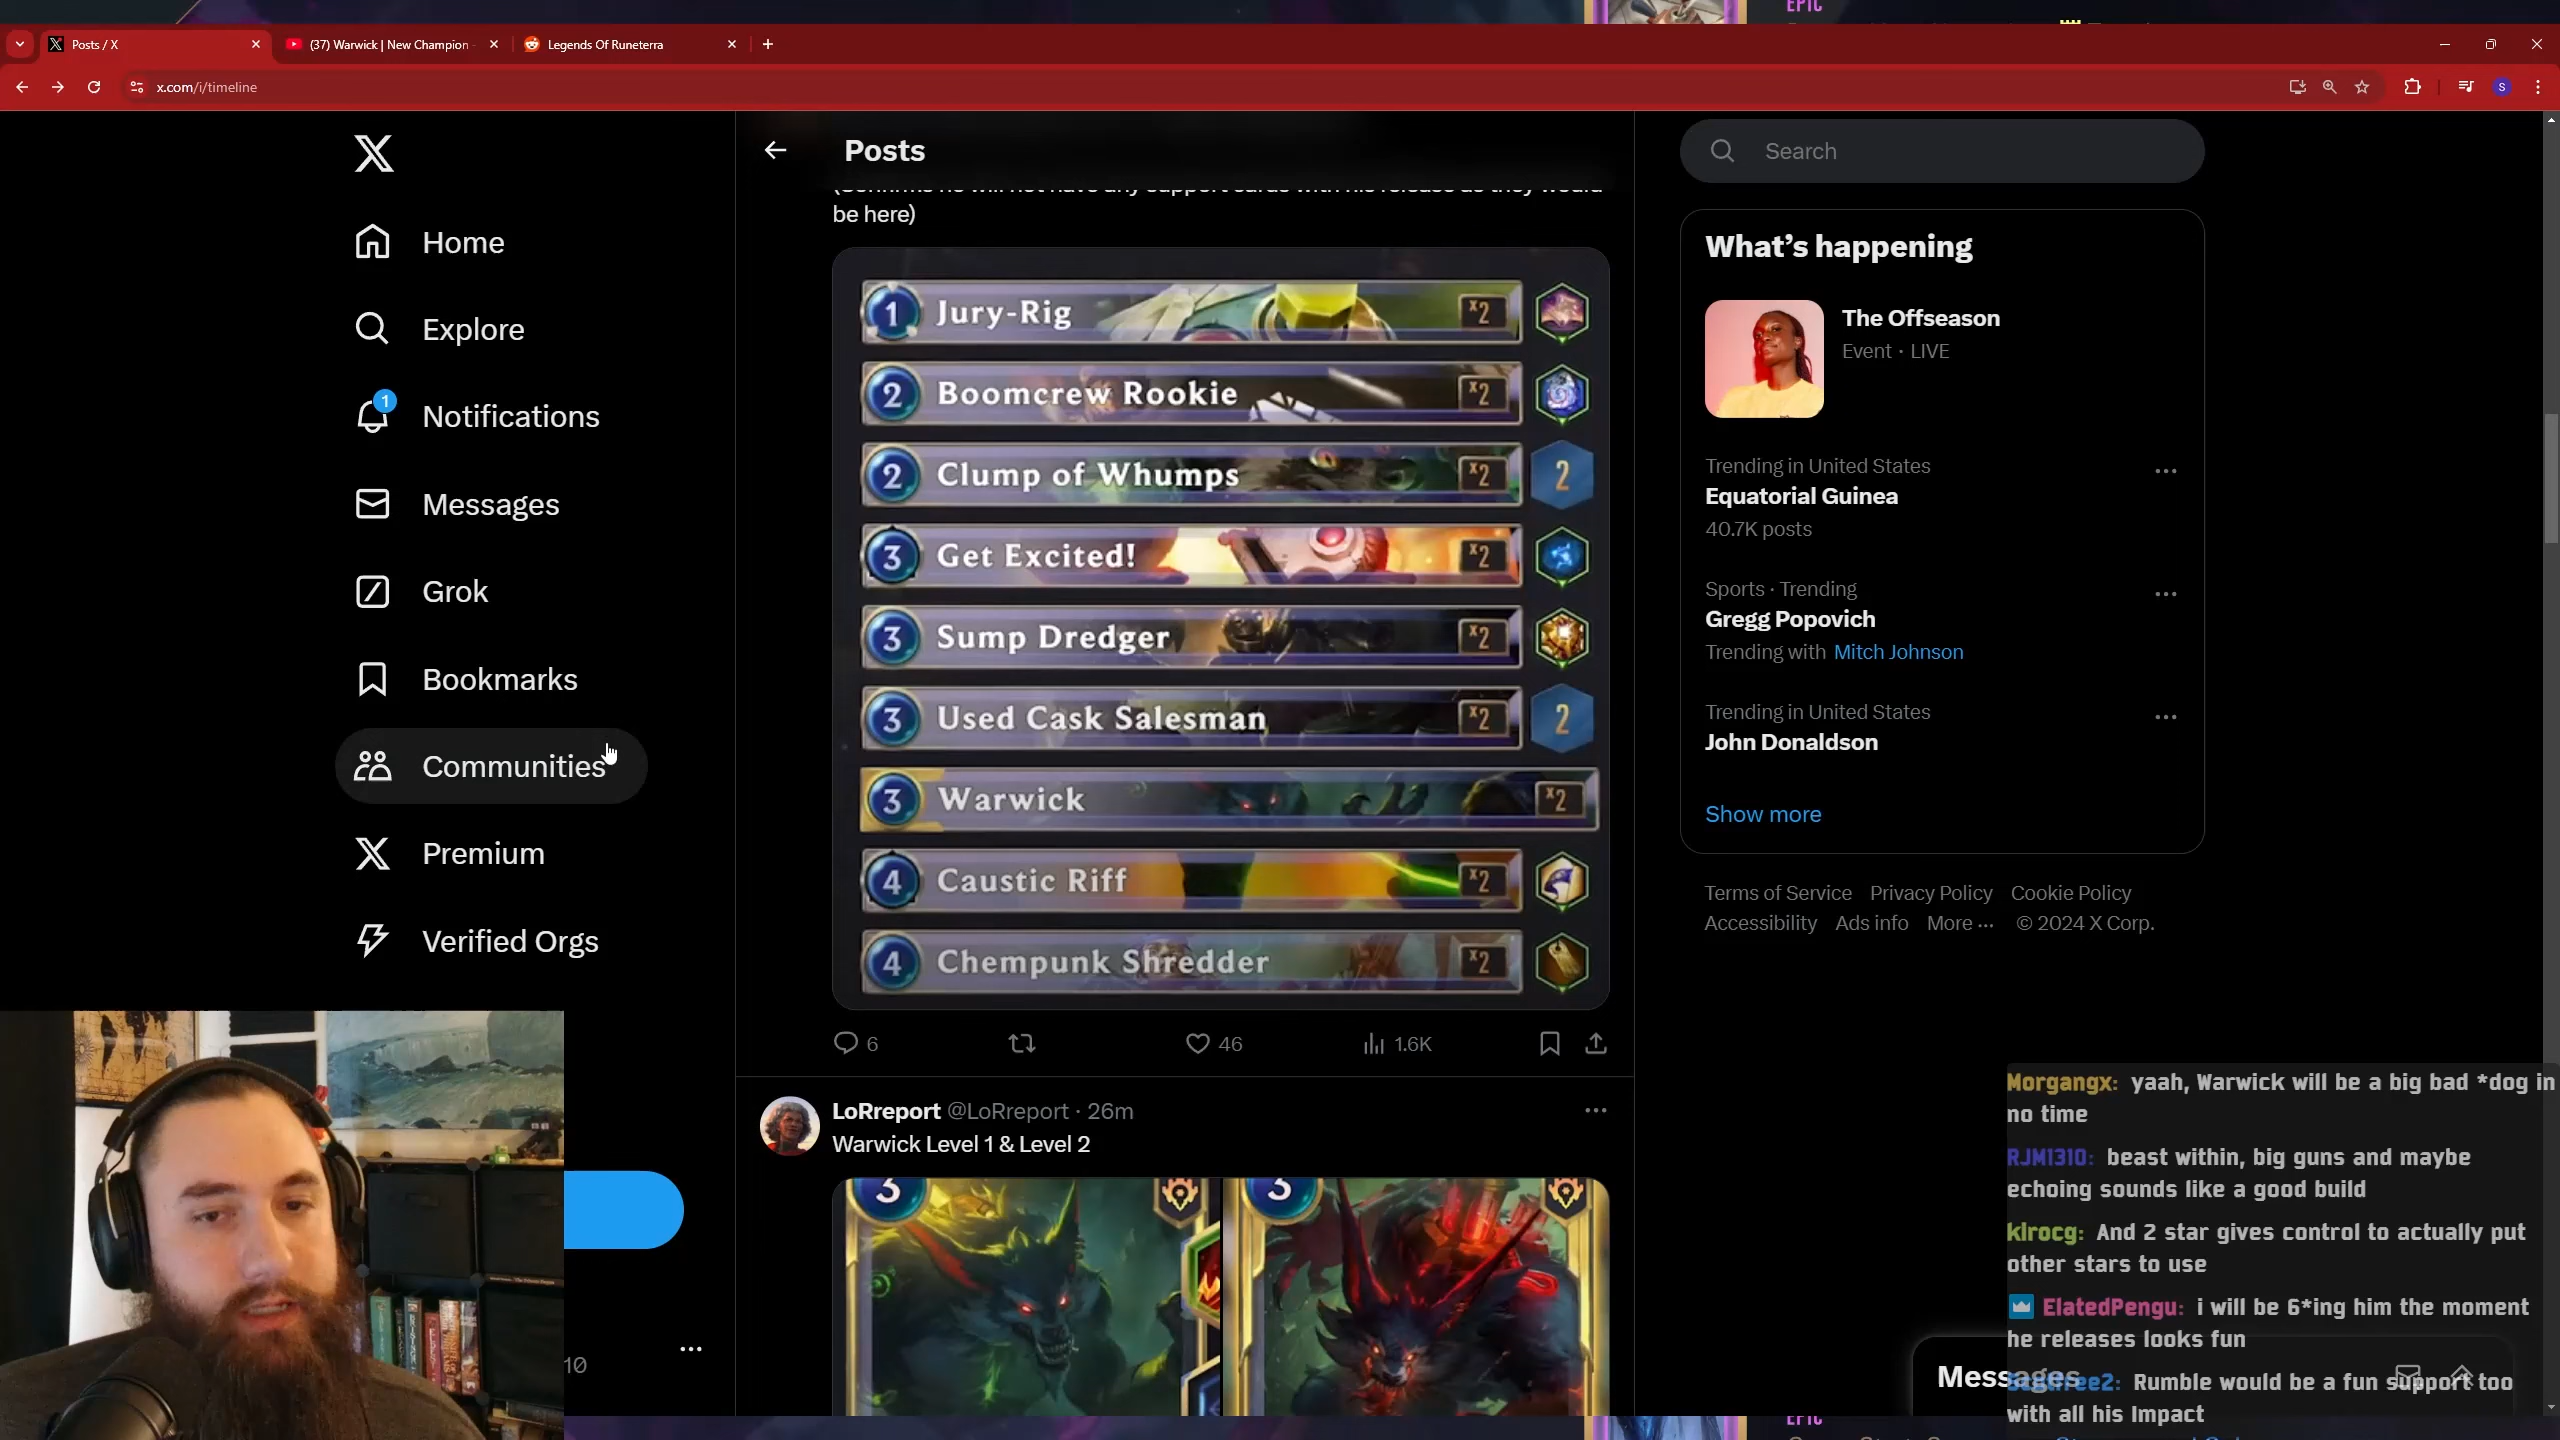 EPIC
Posts / X
(37) Warwick | New Champion
Legends Of Runeterra
x.com/i/timeline
S
Home
Explore
1
Notifications
Messages
Grok
Bookmarks
Communities
Premium
Verified Orgs
10
Posts
be here)
1 Jury-Rig x2
2 Boomcrew Rookie x2
2 Clump of Whumps x2 2
3 Get Excited! x2
3 Sump Dredger x2
3 Used Cask Salesman x2 2
3 Warwick x2
4 Caustic Riff x2
4 Chempunk Shredder x2
6 46 1.6K
LoRreport @LoRreport · 26m
Warwick Level 1 & Level 2
3 3
Search
What's happening
The Offseason
Event · LIVE
Trending in United States
Equatorial Guinea
40.7K posts
Sports · Trending
Gregg Popovich
Trending with Mitch Johnson
Trending in United States
John Donaldson
Show more
Terms of Service Privacy Policy Cookie Policy
Accessibility Ads info More ··· © 2024 X Corp.
Morgangx: yaah, Warwick will be a big bad *dog in
no time
RJM1310: beast within, big guns and maybe
echoing sounds like a good build
kirocg: And 2 star gives control to actually put
other stars to use
ElatedPengu: i will be 6*ing him the moment
he releases looks fun
Messages
Rumble would be a fun support too
with all his Impact
EPIC